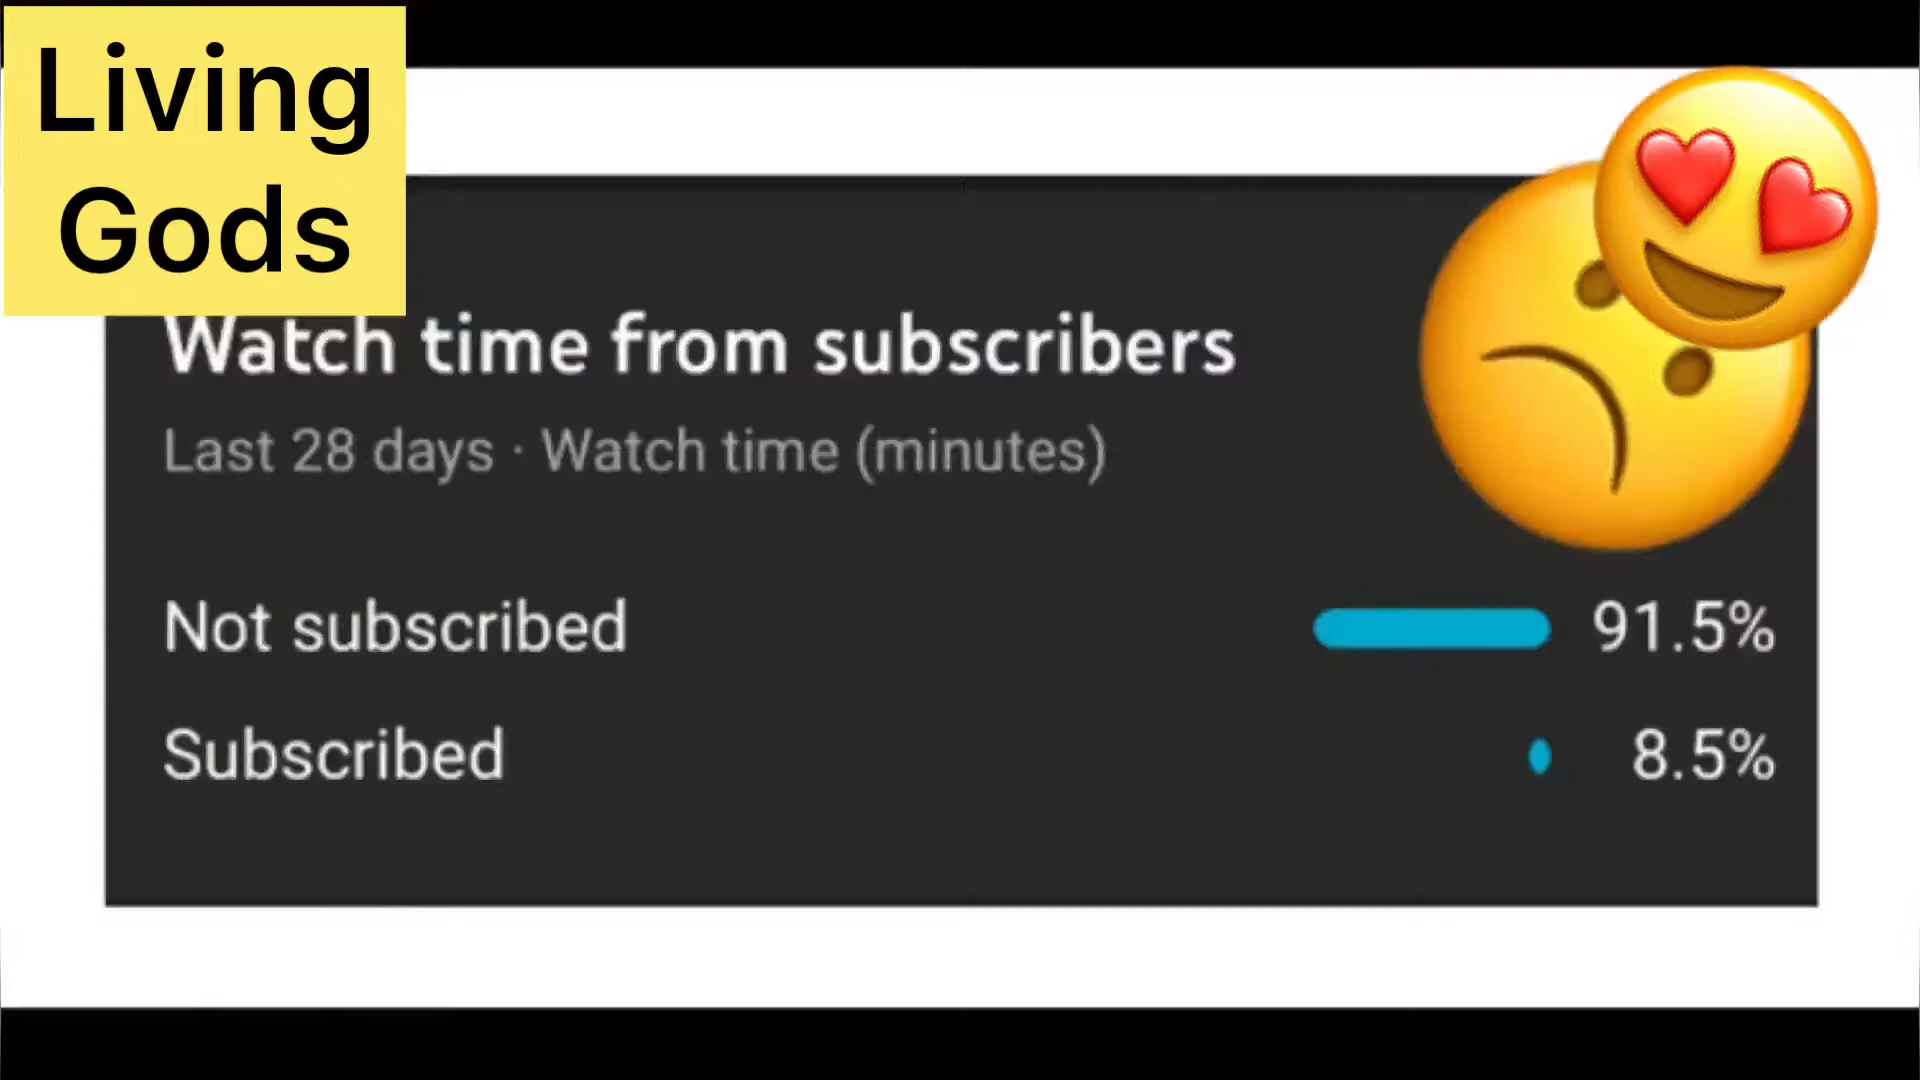 Living
Gods
Watch time from subscribers
Last 28 days · Watch time (minutes)
Not subscribed 91.5%
Subscribed 8.5%